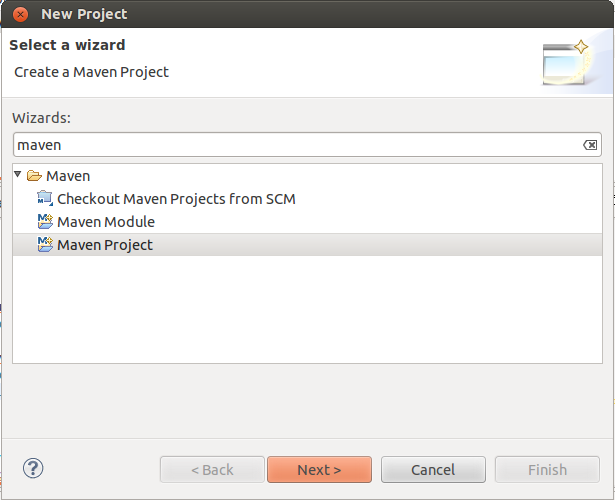 New Project
Select a wizard
Create a Maven Project
Wizards:
maven
Maven
Checkout Maven Projects from SCM
Maven Module
Maven Project
< Back Next > Cancel Finish